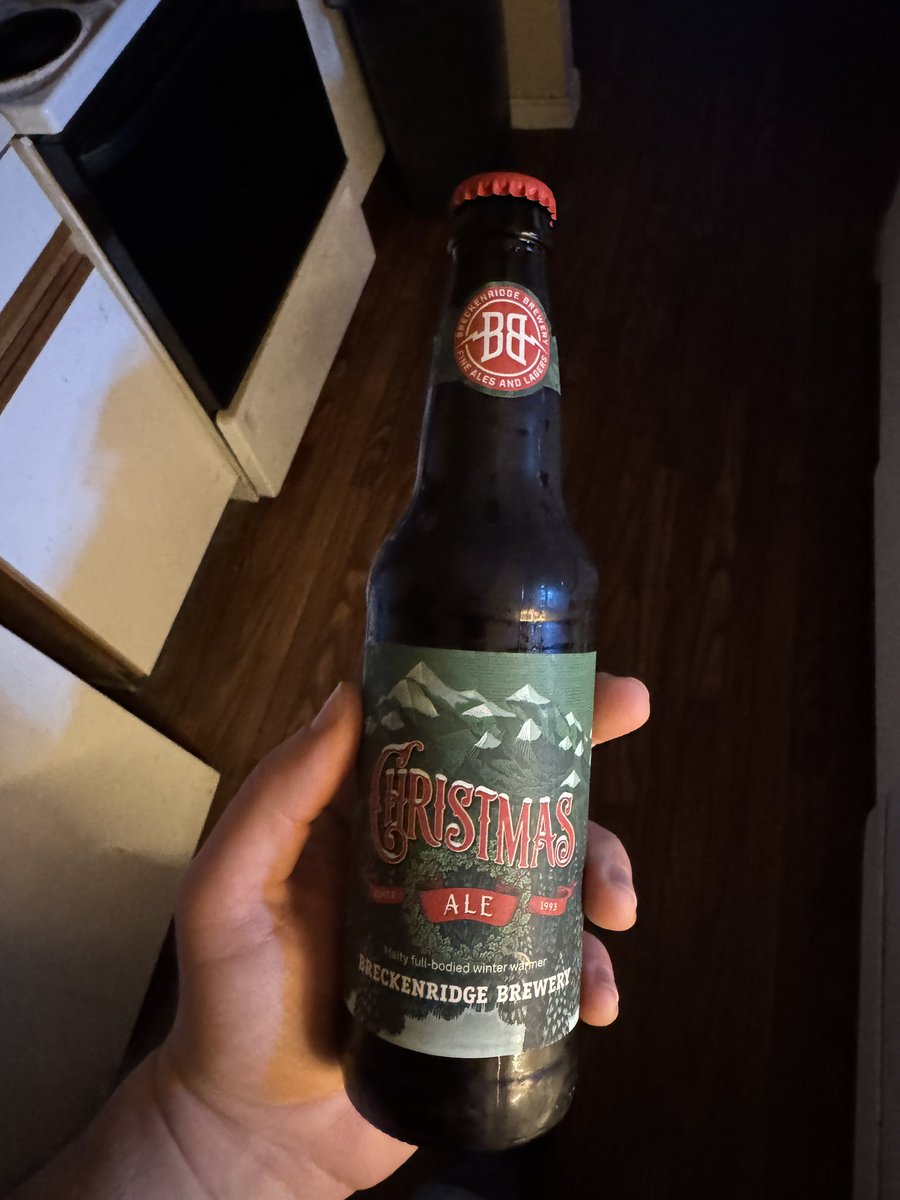 BRECKENRIDGE BREWERY
BB
FINE ALES AND LAGERS
CHRISTMAS
SINCE ALE 1993
Malty full-bodied winter warmer
BRECKENRIDGE BREWERY